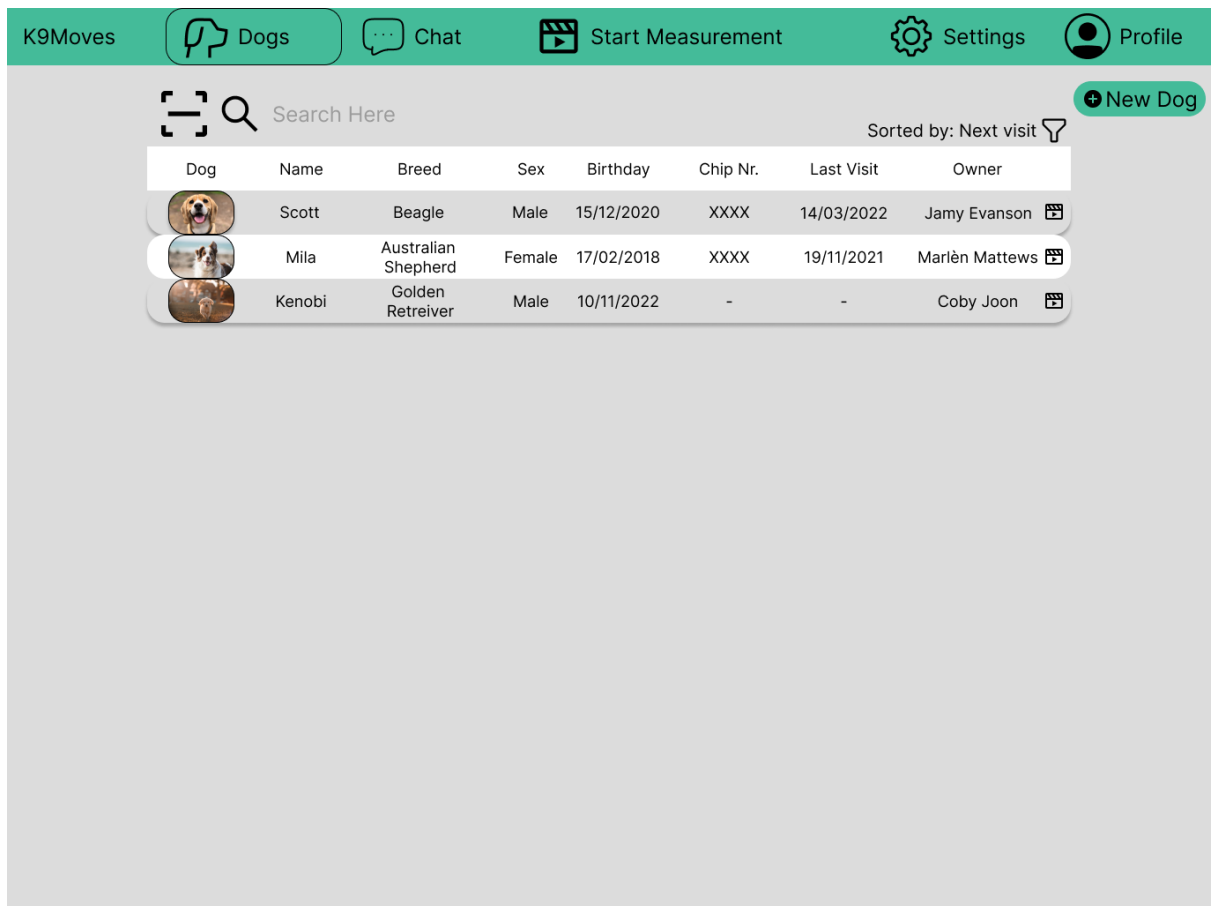 K9Moves Dogs Chat Start Measurement Settings Profile
New Dog
Search Here
Sorted by: Next visit
Dog Name Breed Sex Birthday Chip Nr. Last Visit Owner
Scott Beagle Male 15/12/2020 XXXX 14/03/2022 Jamy Evanson
Mila Australian Shepherd Female 17/02/2018 XXXX 19/11/2021 Marlèn Mattews
Kenobi Golden Retreiver Male 10/11/2022 - - Coby Joon